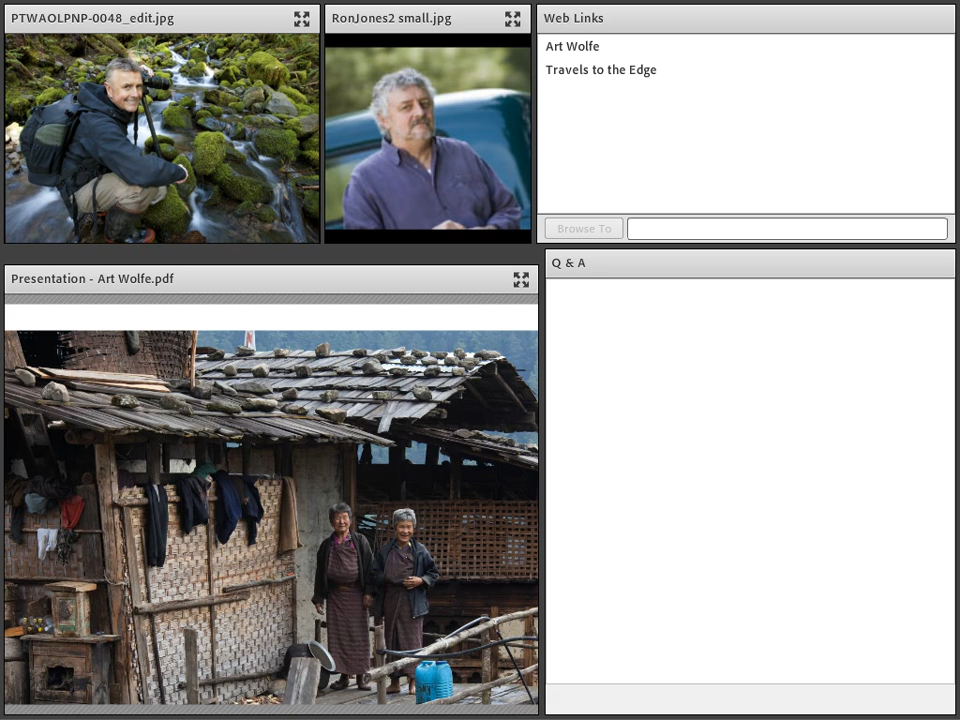 PTWAOLPNP-0048_edit.jpg
RonJones2 small.jpg
Web Links
Art Wolfe
Travels to the Edge
Browse To
Presentation - Art Wolfe.pdf
Q & A